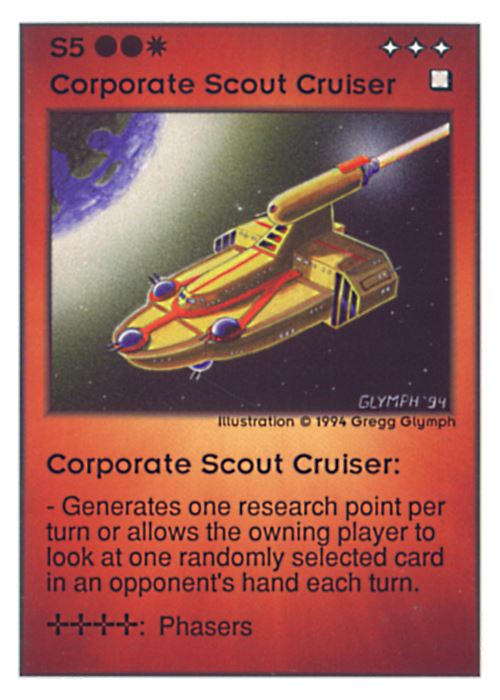 S5
Corporate Scout Cruiser
GLYMPH '94
Illustration © 1994 Gregg Glymph
Corporate Scout Cruiser:
- Generates one research point per
turn or allows the owning player to
look at one randomly selected card
in an opponent's hand each turn.
: Phasers